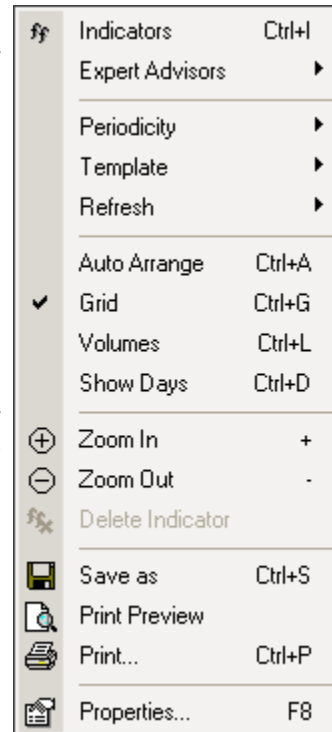 Indicators Ctrl+I
Expert Advisors
Periodicity
Template
Refresh
Auto Arrange Ctrl+A
Grid Ctrl+G
Volumes Ctrl+L
Show Days Ctrl+D
Zoom In +
Zoom Out -
Delete Indicator
Save as Ctrl+S
Print Preview
Print... Ctrl+P
Properties... F8